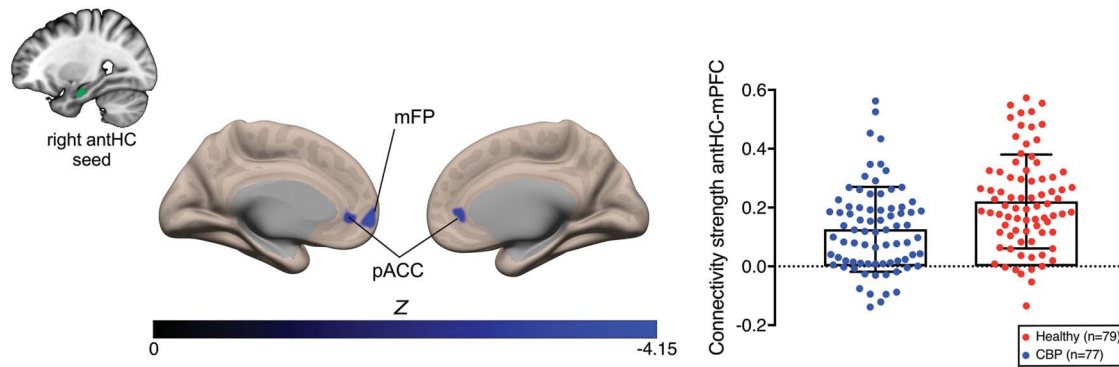 right antHC
seed
mFP
pACC
Z
0
-4.15
Connectivity strength antHC-mPFC
0.6
0.4
0.2
0.0
-0.2
Healthy (n=79)
CBP (n=77)